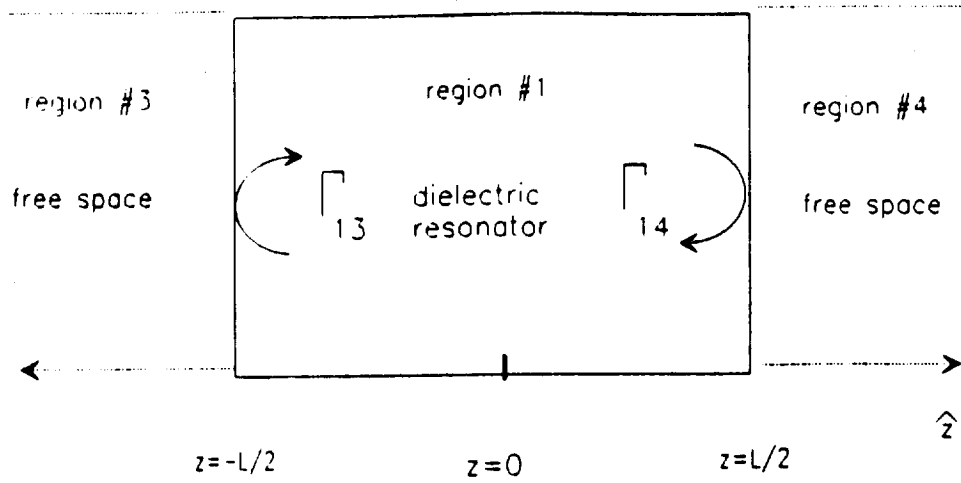 region #3
region #1
region #4
free space
Γ13
dielectric
resonator
Γ14
free space
ẑ
z=-L/2
z=0
z=L/2